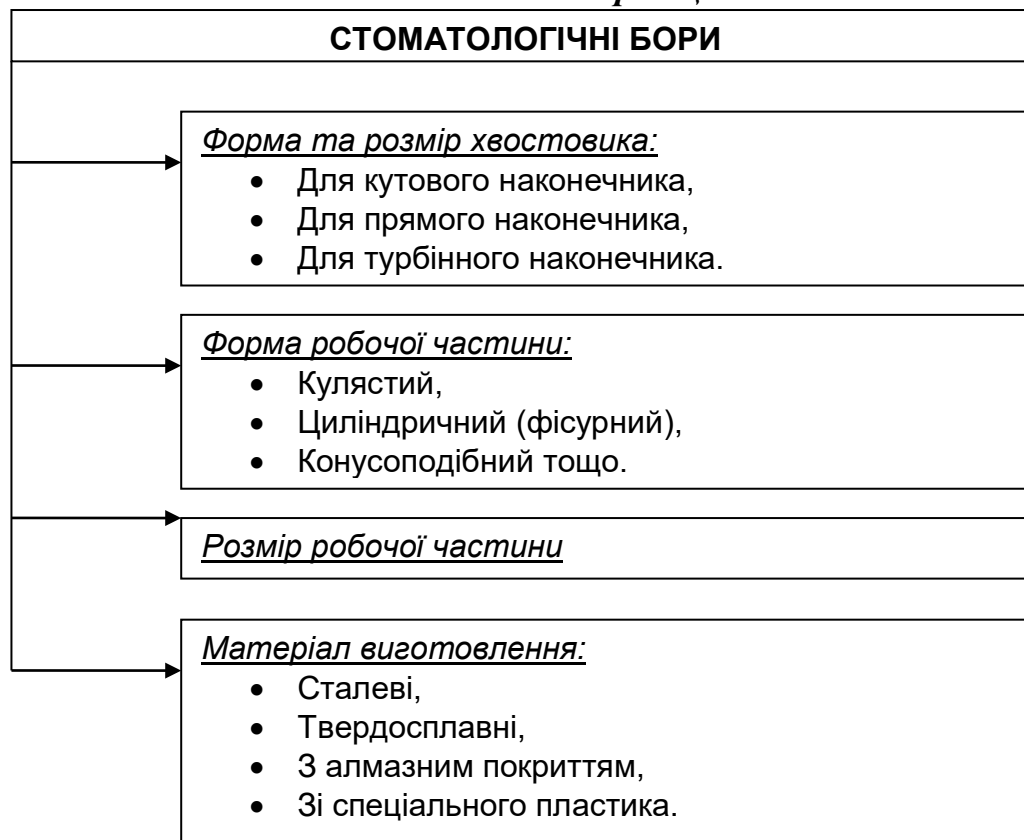 СТОМАТОЛОГІЧНІ БОРИ
Форма та розмір хвостовика:
• Для кутового наконечника,
• Для прямого наконечника,
• Для турбінного наконечника.
Форма робочої частини:
• Кулястий,
• Циліндричний (фісурний),
• Конусоподібний тощо.
Розмір робочої частини
Матеріал виготовлення:
• Сталеві,
• Твердосплавні,
• З алмазним покриттям,
• Зі спеціального пластика.